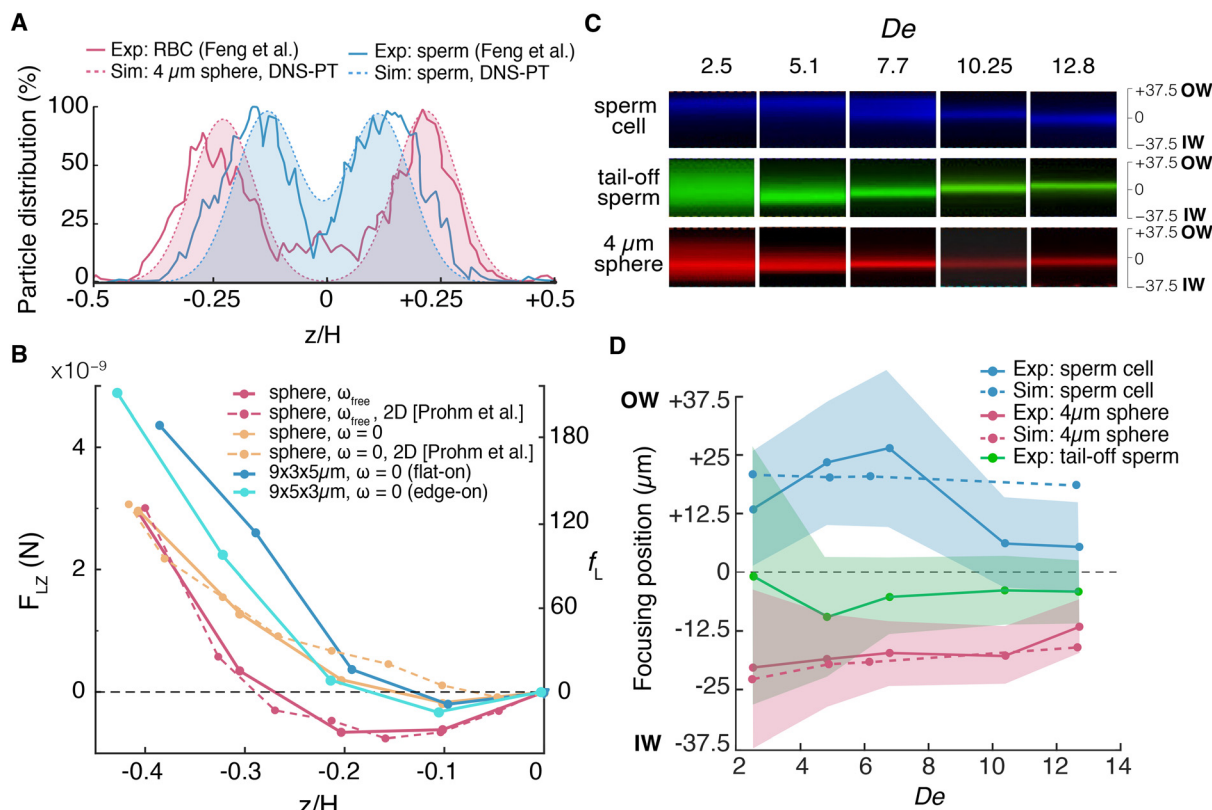 A
Exp: RBC (Feng et al.)
Exp: sperm (Feng et al.)
Sim: 4 µm sphere, DNS-PT
Sim: sperm, DNS-PT
Particle distribution (%)
100
50
25
0
-0.5
-0.25
0
+0.25
+0.5
z/H
B
x10⁻⁹
sphere, ω_free
sphere, ω_free, 2D [Prohm et al.]
sphere, ω = 0
sphere, ω = 0, 2D [Prohm et al.]
9x3x5µm, ω = 0 (flat-on)
9x5x3µm, ω = 0 (edge-on)
F_LZ (N)
4
2
0
180
120
60
0
f_L
-0.4
-0.3
-0.2
-0.1
0
z/H
C
De
2.5
5.1
7.7
10.25
12.8
sperm
cell
+37.5 OW
0
-37.5 IW
tail-off
sperm
+37.5 OW
0
-37.5 IW
4 µm
sphere
+37.5 OW
0
−37.5 IW
D
Exp: sperm cell
Sim: sperm cell
Exp: 4µm sphere
Sim: 4µm sphere
Exp: tail-off sperm
Focusing position (µm)
OW +37.5
+25
+12.5
0
-12.5
-25
IW -37.5
2
4
6
8
10
12
14
De